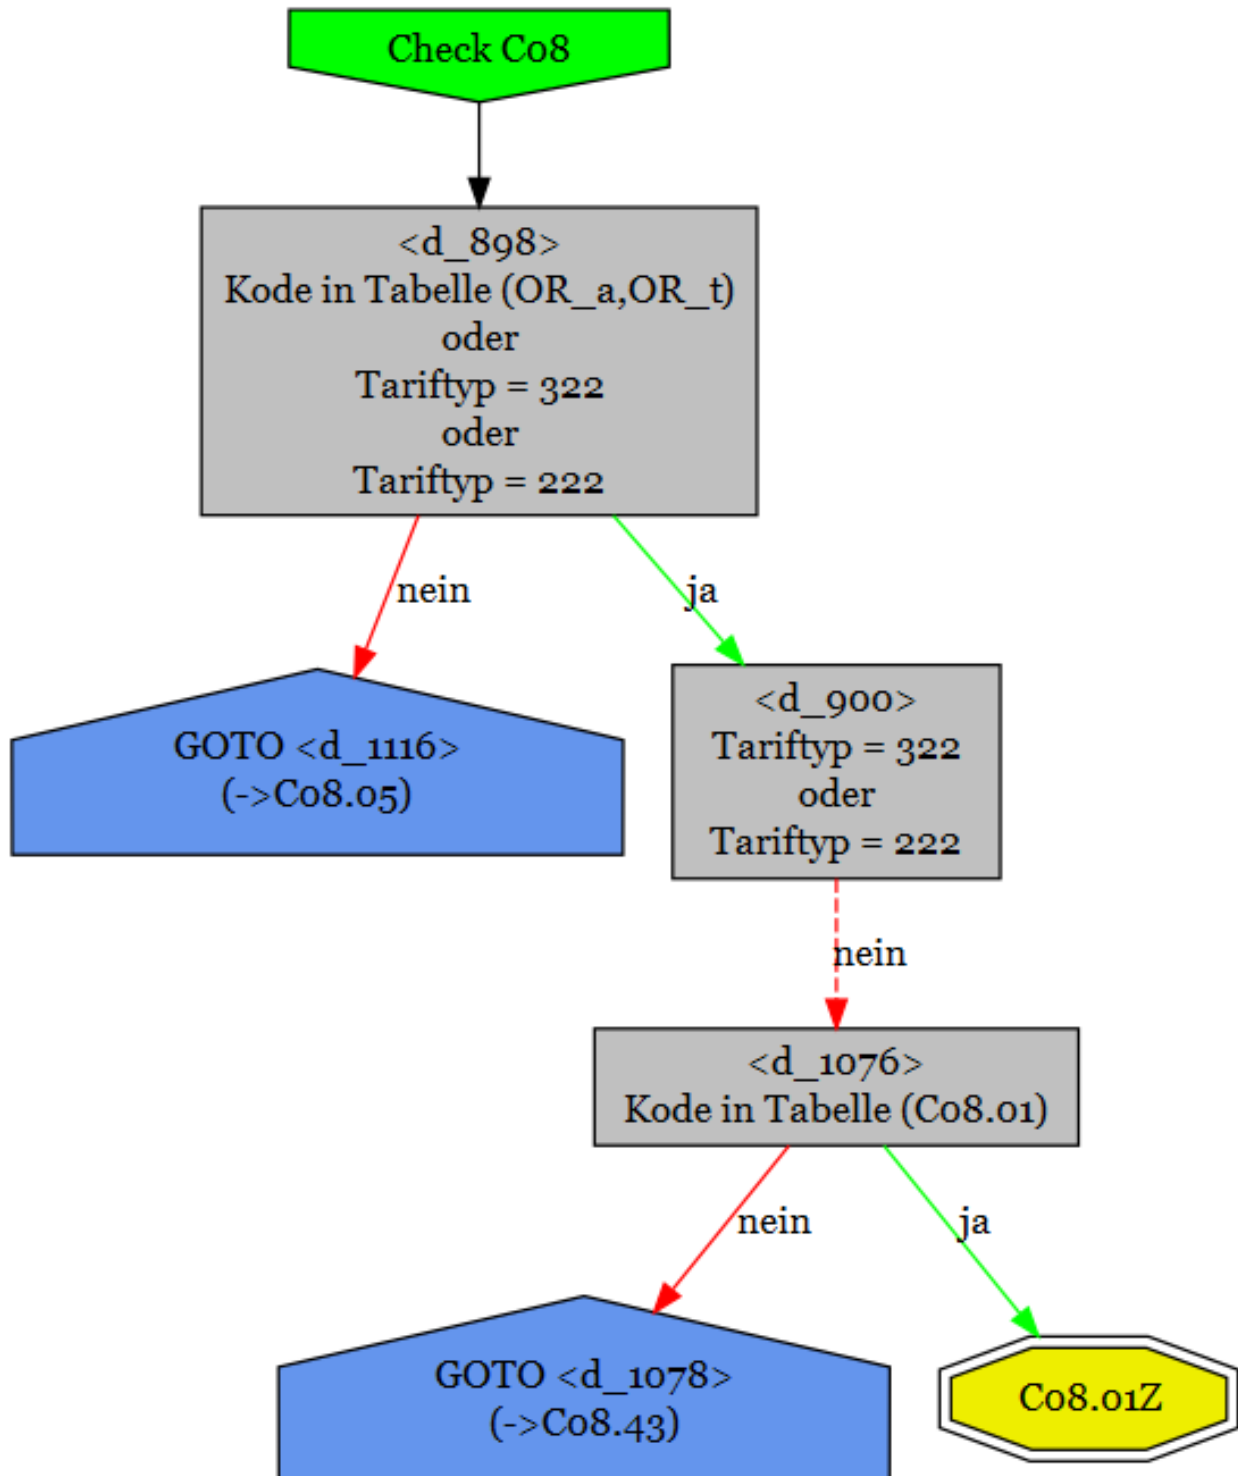 Check C08
<d_898>
Kode in Tabelle (OR_a,OR_t)
oder
Tariftyp = 322
oder
Tariftyp = 222
nein
ja
GOTO <d_1116>
(->C08.05)
<d_900>
Tariftyp = 322
oder
Tariftyp = 222
nein
<d_1076>
Kode in Tabelle (C08.01)
nein
ja
GOTO <d_1078>
(->C08.43)
C08.01Z